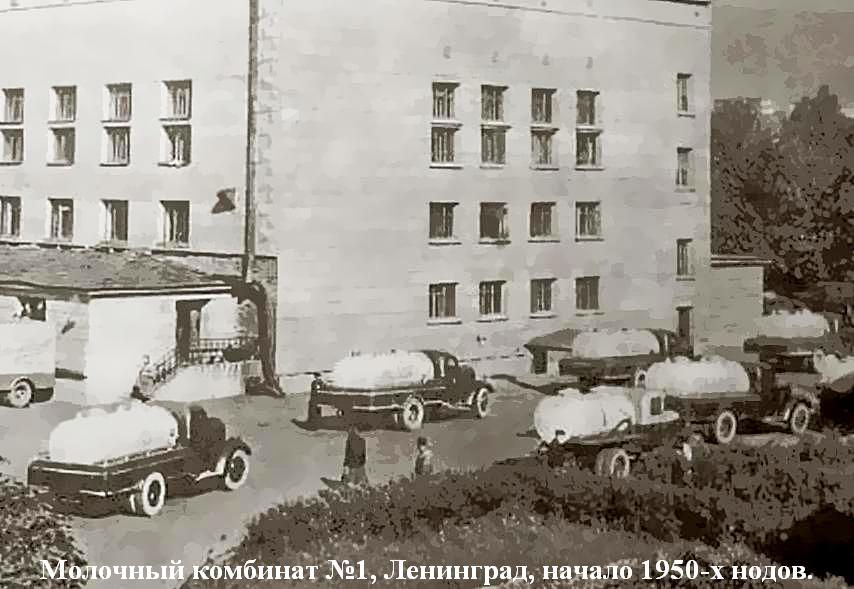 Молочный комбинат №1, Ленинград, начало 1950-х нодов.